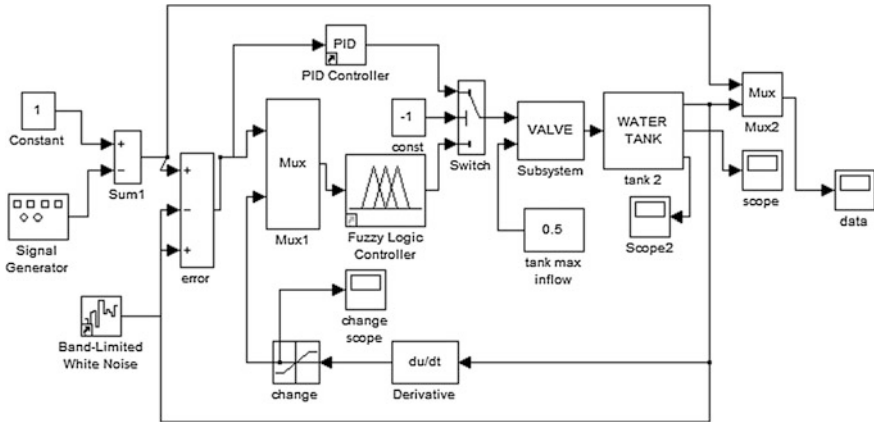 PID
PID Controller
1
Constant
-1
const
Mux
Mux2
VALVE
Subsystem
WATER
TANK
tank 2
+
−
Sum1
Switch
Mux
Mux1
Fuzzy Logic
Controller
+
−
+
error
Signal
Generator
scope
data
Scope2
0.5
tank max
inflow
Band-Limited
White Noise
change
scope
change
du/dt
Derivative